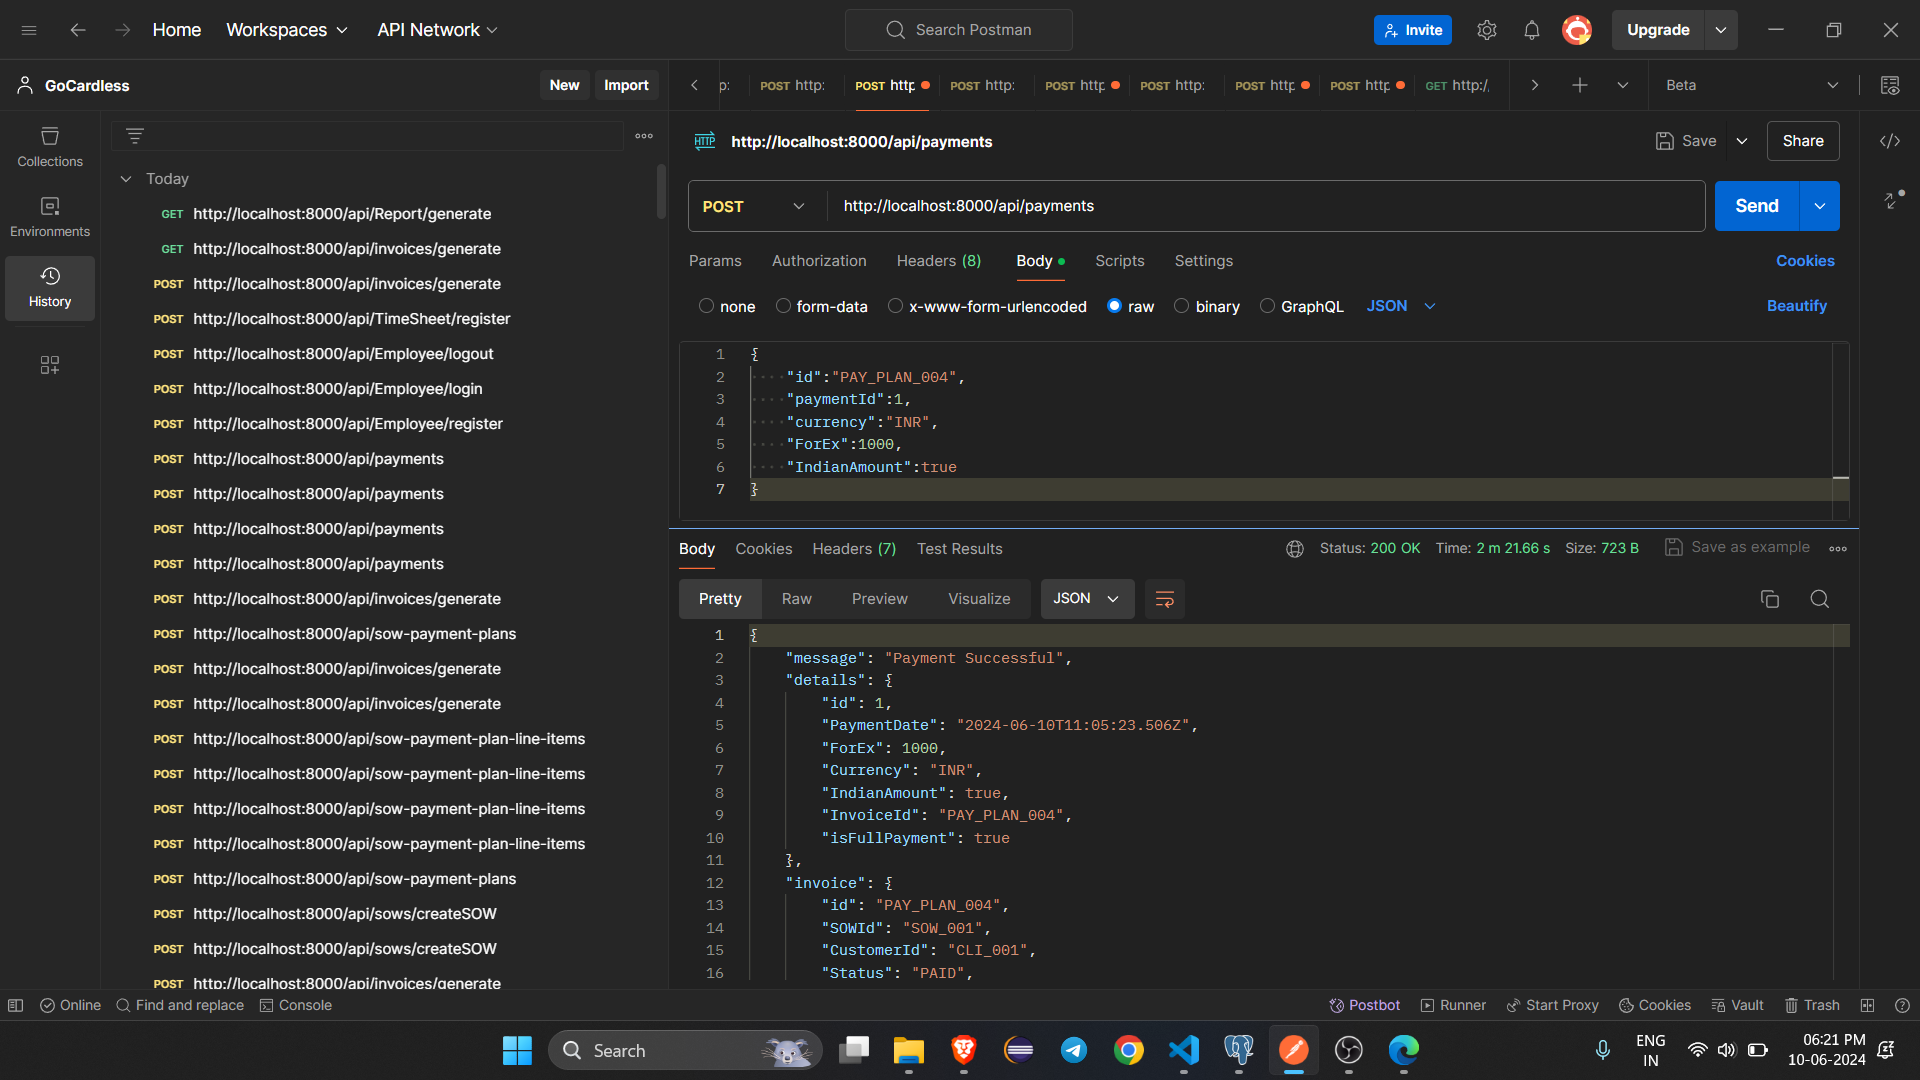 Home
Workspaces
API Network
Search Postman
Invite
Upgrade
GoCardless
New
Import
POST http:
POST http
POST http:
POST http
POST http:
POST http
POST http
GET http:/
Beta
Collections
Environments
History
Today
GET http://localhost:8000/api/Report/generate
GET http://localhost:8000/api/invoices/generate
POST http://localhost:8000/api/invoices/generate
POST http://localhost:8000/api/TimeSheet/register
POST http://localhost:8000/api/Employee/logout
POST http://localhost:8000/api/Employee/login
POST http://localhost:8000/api/Employee/register
POST http://localhost:8000/api/payments
POST http://localhost:8000/api/payments
POST http://localhost:8000/api/payments
POST http://localhost:8000/api/payments
POST http://localhost:8000/api/invoices/generate
POST http://localhost:8000/api/sow-payment-plans
POST http://localhost:8000/api/invoices/generate
POST http://localhost:8000/api/invoices/generate
POST http://localhost:8000/api/sow-payment-plan-line-items
POST http://localhost:8000/api/sow-payment-plan-line-items
POST http://localhost:8000/api/sow-payment-plan-line-items
POST http://localhost:8000/api/sow-payment-plan-line-items
POST http://localhost:8000/api/sow-payment-plans
POST http://localhost:8000/api/sows/createSOW
POST http://localhost:8000/api/sows/createSOW
POST http://localhost:8000/api/invoices/generate
HTTP http://localhost:8000/api/payments
Save
Share
POST
http://localhost:8000/api/payments
Send
Params
Authorization
Headers (8)
Body
Scripts
Settings
Cookies
none
form-data
x-www-form-urlencoded
raw
binary
GraphQL
JSON
Beautify
1 {
2 "id":"PAY_PLAN_004",
3 "paymentId":1,
4 "currency":"INR",
5 "ForEx":1000,
6 "IndianAmount":true
7 }
Body
Cookies
Headers (7)
Test Results
Status: 200 OK
Time: 2 m 21.66 s
Size: 723 B
Save as example
Pretty
Raw
Preview
Visualize
JSON
1 {
2 "message": "Payment Successful",
3 "details": {
4 "id": 1,
5 "PaymentDate": "2024-06-10T11:05:23.506Z",
6 "ForEx": 1000,
7 "Currency": "INR",
8 "IndianAmount": true,
9 "InvoiceId": "PAY_PLAN_004",
10 "isFullPayment": true
11 },
12 "invoice": {
13 "id": "PAY_PLAN_004",
14 "SOWId": "SOW_001",
15 "CustomerId": "CLI_001",
16 "Status": "PAID",
Online
Find and replace
Console
Postbot
Runner
Start Proxy
Cookies
Vault
Trash
Search
ENG
IN
06:21 PM
10-06-2024